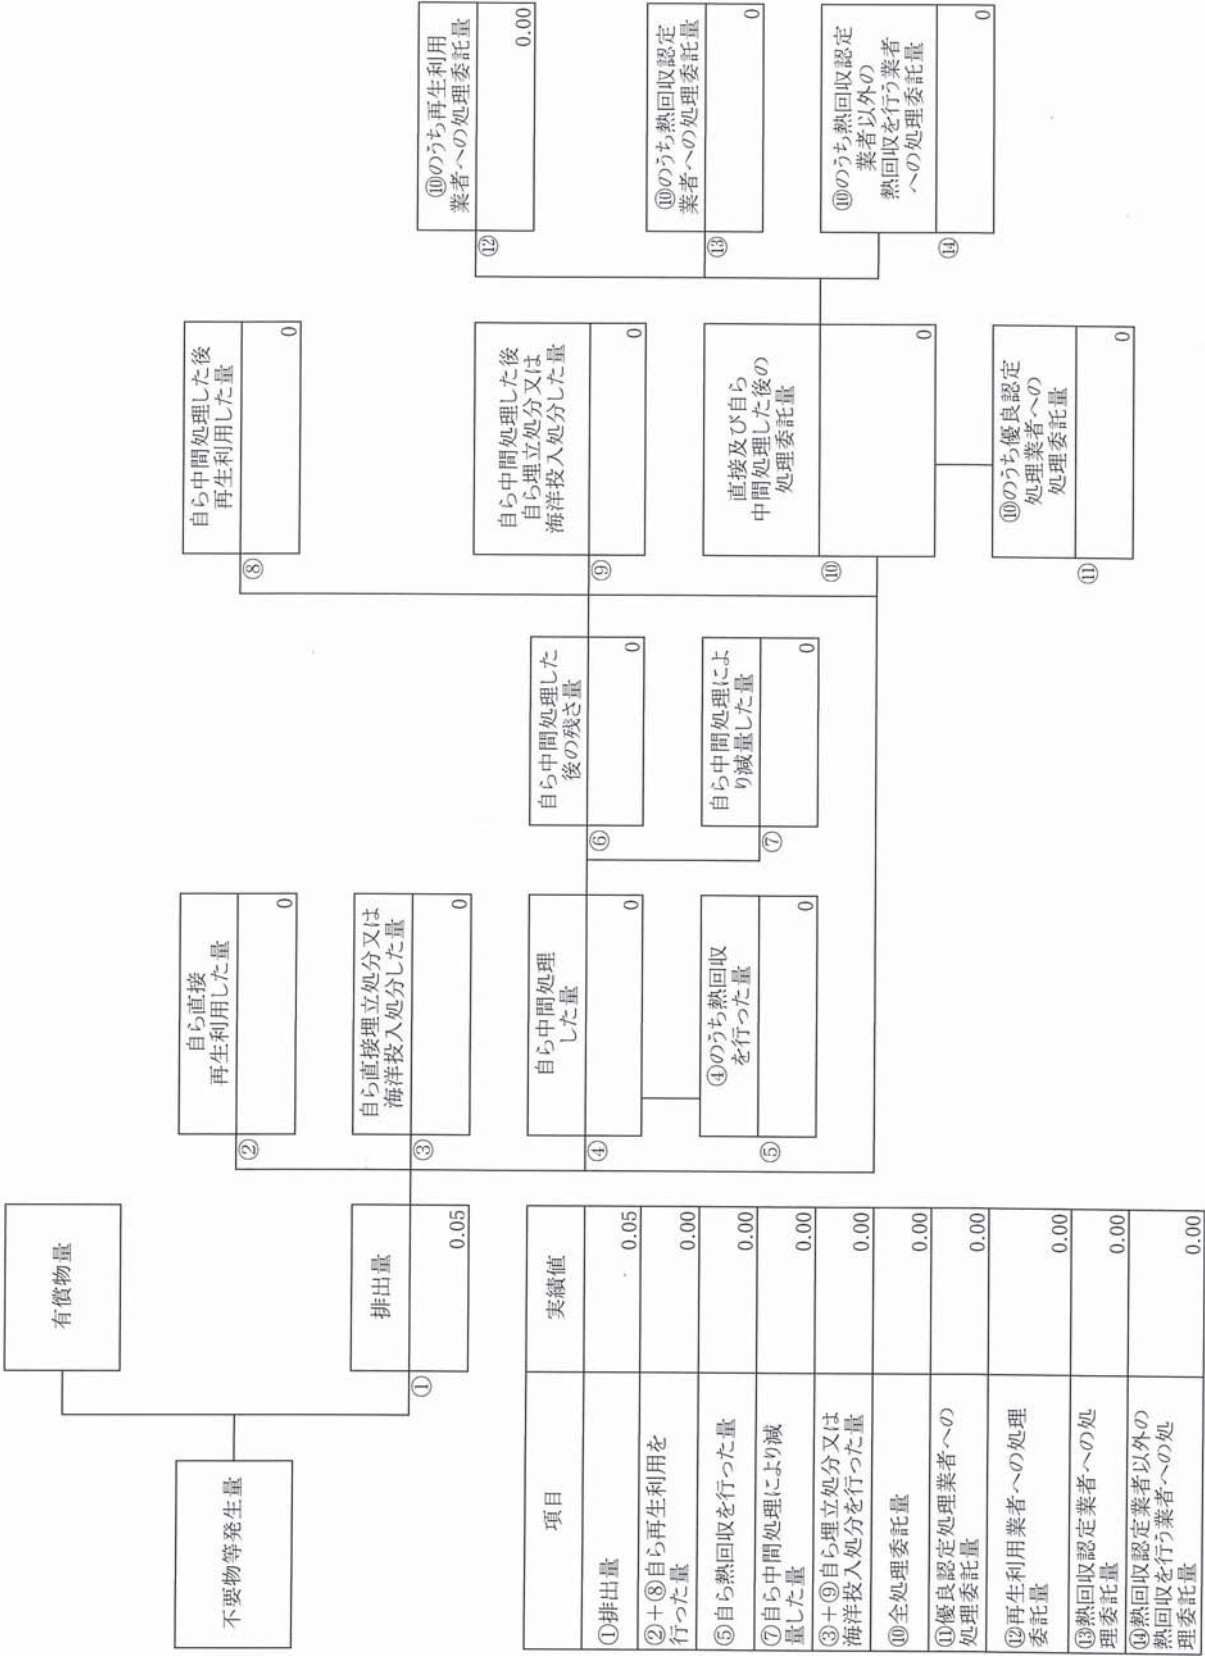 不要物等発生量
有償物量
①
排出量
0.05
②
自ら直接
再生利用した量
0
③
自ら直接埋立処分又は
海洋投入処分した量
0
④
自ら中間処理
した量
0
⑤
④のうち熱回収
を行った量
0
⑥
自ら中間処理した
後の残さ量
0
⑦
自ら中間処理によ
り減量した量
0
⑧
自ら中間処理した後
再生利用した量
0
⑨
自ら中間処理した後
自ら埋立処分又は
海洋投入処分した量
0
⑩
直接及び自ら
中間処理した後の
処理委託量
0
⑪
⑩のうち優良認定
処理業者への
処理委託量
0
⑫
⑩のうち再生利用
業者への処理委託量
0.00
⑬
⑩のうち熱回収認定
業者への処理委託量
0
⑭
⑩のうち熱回収認定
業者以外の
熱回収を行う業者
への処理委託量
0
項目 実績値
①排出量 0.05
②+⑧自ら再生利用を
行った量 0.00
⑤自ら熱回収を行った量 0.00
⑦自ら中間処理により減
量した量 0.00
③+⑨自ら埋立処分又は
海洋投入処分を行った量 0.00
⑩全処理委託量 0.00
⑪優良認定処理業者への
処理委託量 0.00
⑫再生利用業者への処理
委託量 0.00
⑬熱回収認定業者への処
理委託量 0.00
⑭熱回収認定業者以外の
熱回収を行う業者への処
理委託量 0.00